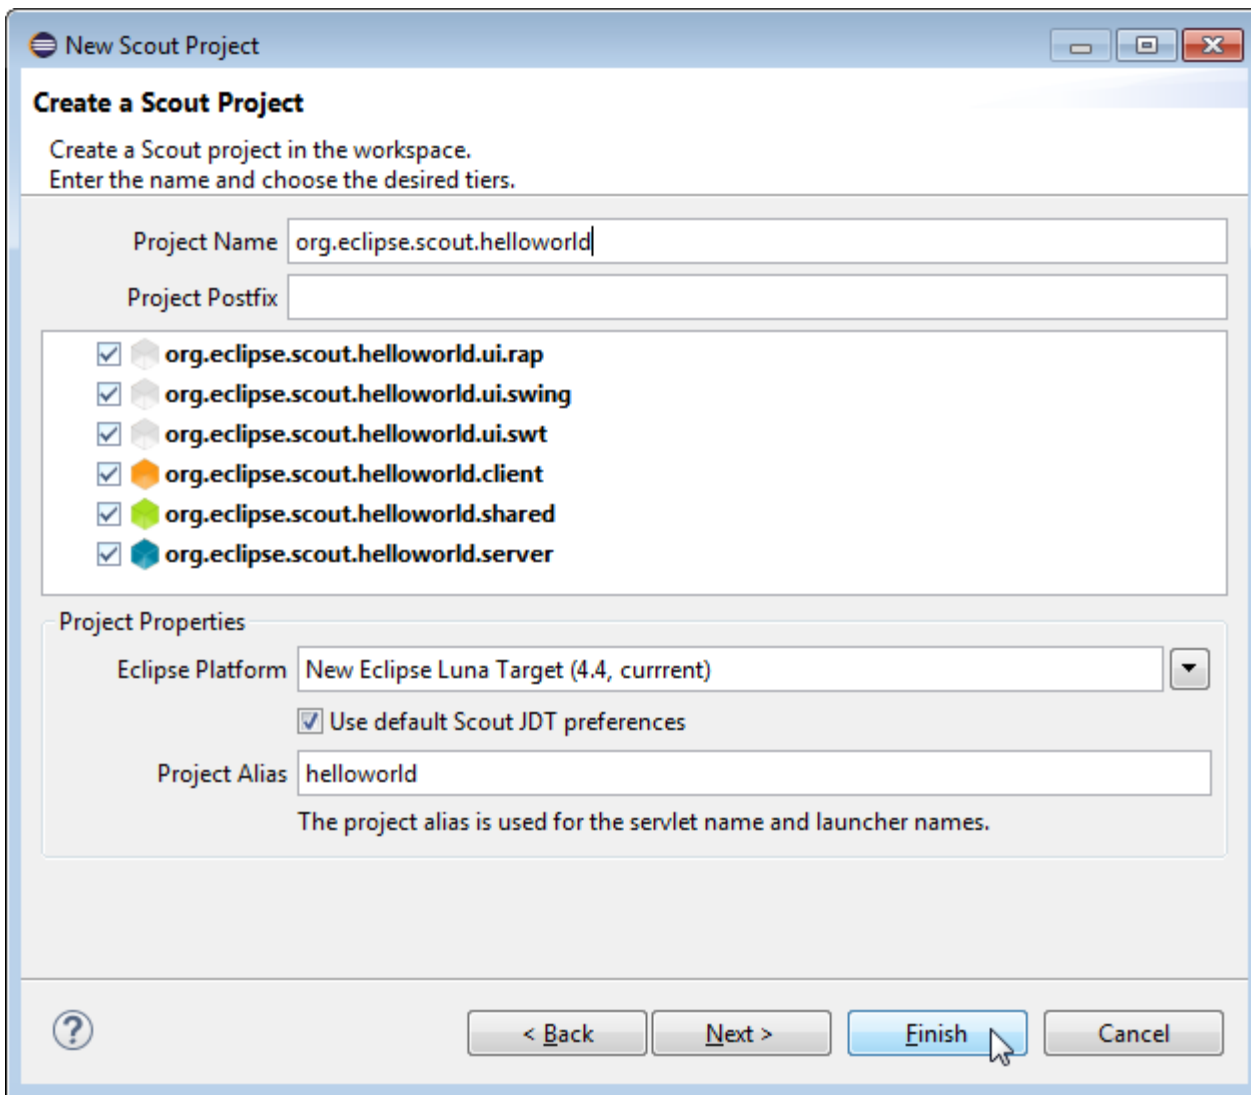 New Scout Project
Create a Scout Project
Create a Scout project in the workspace.
Enter the name and choose the desired tiers.
Project Name org.eclipse.scout.helloworld
Project Postfix
org.eclipse.scout.helloworld.ui.rap
org.eclipse.scout.helloworld.ui.swing
org.eclipse.scout.helloworld.ui.swt
org.eclipse.scout.helloworld.client
org.eclipse.scout.helloworld.shared
org.eclipse.scout.helloworld.server
Project Properties
Eclipse Platform New Eclipse Luna Target (4.4, currrent)
Use default Scout JDT preferences
Project Alias helloworld
The project alias is used for the servlet name and launcher names.
? < Back Next > Finish Cancel